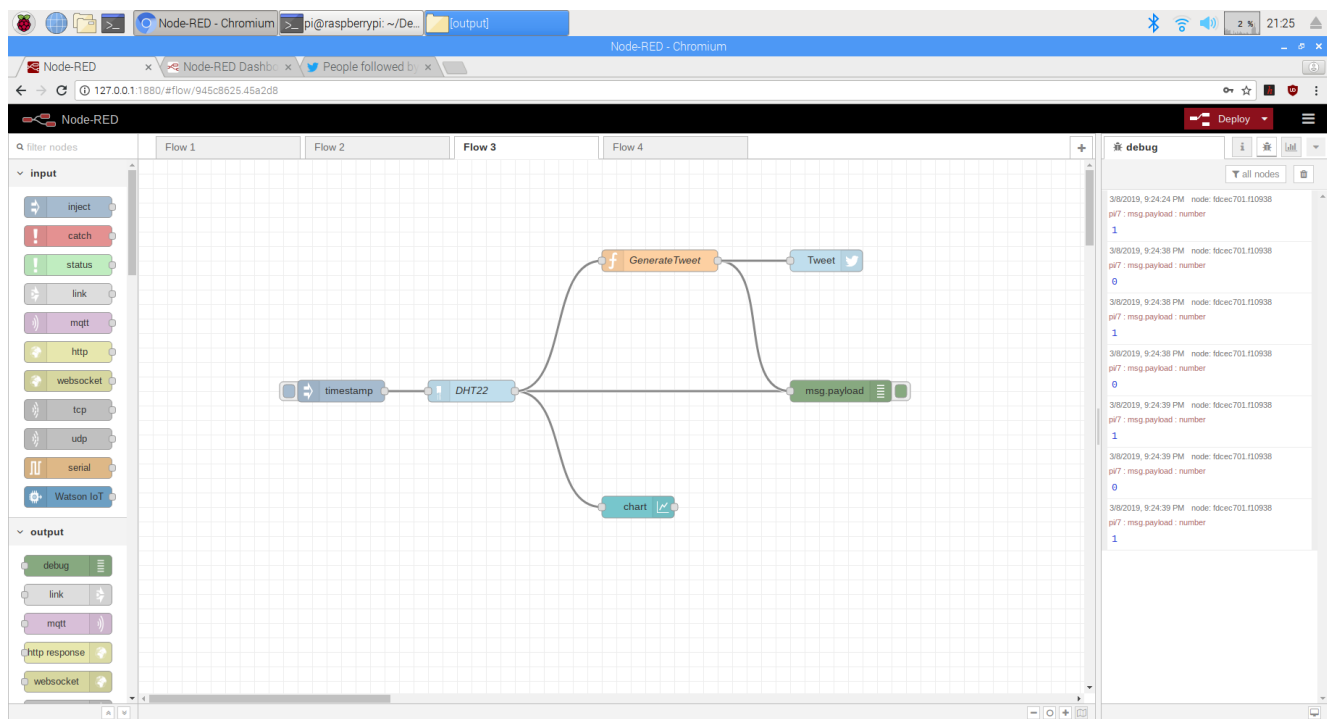 Node-RED - Chromium
pi@raspberrypi: ~/De...
[output]
2 %
21:25
Node-RED - Chromium
Node-RED
Node-RED Dashbo
People followed by
127.0.0.1:1880/#flow/945c8625.45a2d8
Node-RED
Deploy
filter nodes
Flow 1
Flow 2
Flow 3
Flow 4
debug
all nodes
input
inject
catch
status
link
mqtt
http
websocket
tcp
udp
serial
Watson IoT
output
debug
link
mqtt
http response
websocket
GenerateTweet
Tweet
timestamp
DHT22
msg.payload
chart
3/8/2019, 9:24:24 PM node: fdcec701.f10938
pi/7 : msg.payload : number
1
3/8/2019, 9:24:38 PM node: fdcec701.f10938
pi/7 : msg.payload : number
0
3/8/2019, 9:24:38 PM node: fdcec701.f10938
pi/7 : msg.payload : number
1
3/8/2019, 9:24:38 PM node: fdcec701.f10938
pi/7 : msg.payload : number
0
3/8/2019, 9:24:39 PM node: fdcec701.f10938
pi/7 : msg.payload : number
1
3/8/2019, 9:24:39 PM node: fdcec701.f10938
pi/7 : msg.payload : number
0
3/8/2019, 9:24:39 PM node: fdcec701.f10938
pi/7 : msg.payload : number
1